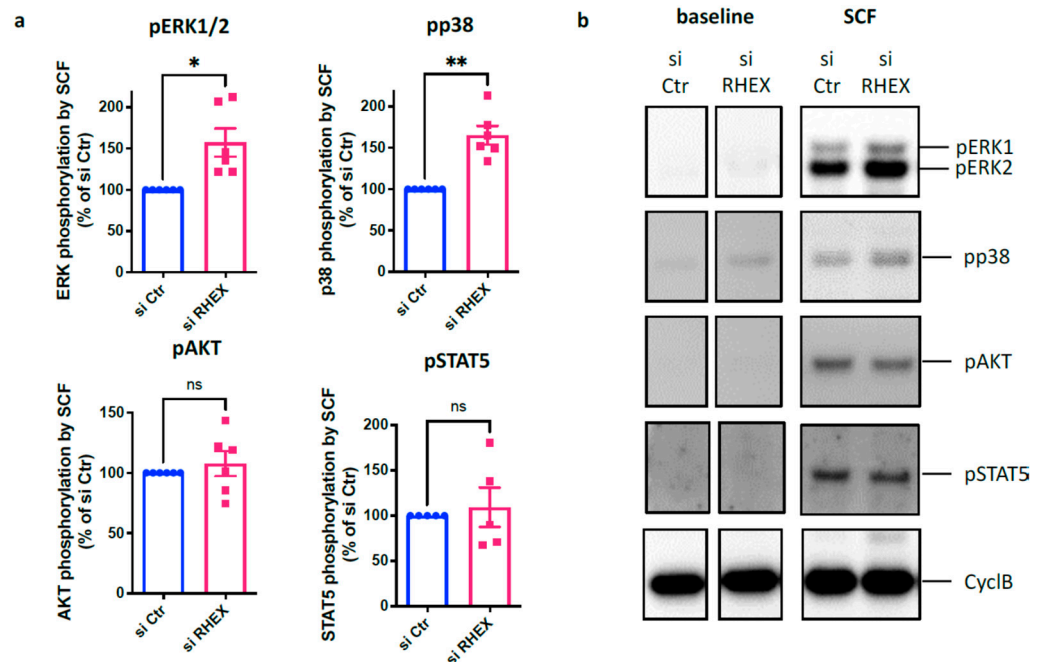 a
pERK1/2
*
ERK phosphorylation by SCF
(% of si Ctr)
200
150
100
50
0
si Ctr
si RHEX
pp38
**
p38 phosphorylation by SCF
(% of si Ctr)
200
150
100
50
0
si Ctr
si RHEX
pAKT
ns
AKT phosphorylation by SCF
(% of si Ctr)
150
100
50
0
si Ctr
si RHEX
pSTAT5
ns
STAT5 phosphorylation by SCF
(% of si Ctr)
200
150
100
50
0
si Ctr
si RHEX
b
baseline
SCF
si
Ctr
si
RHEX
si
Ctr
si
RHEX
pERK1
pERK2
pp38
pAKT
pSTAT5
CyclB